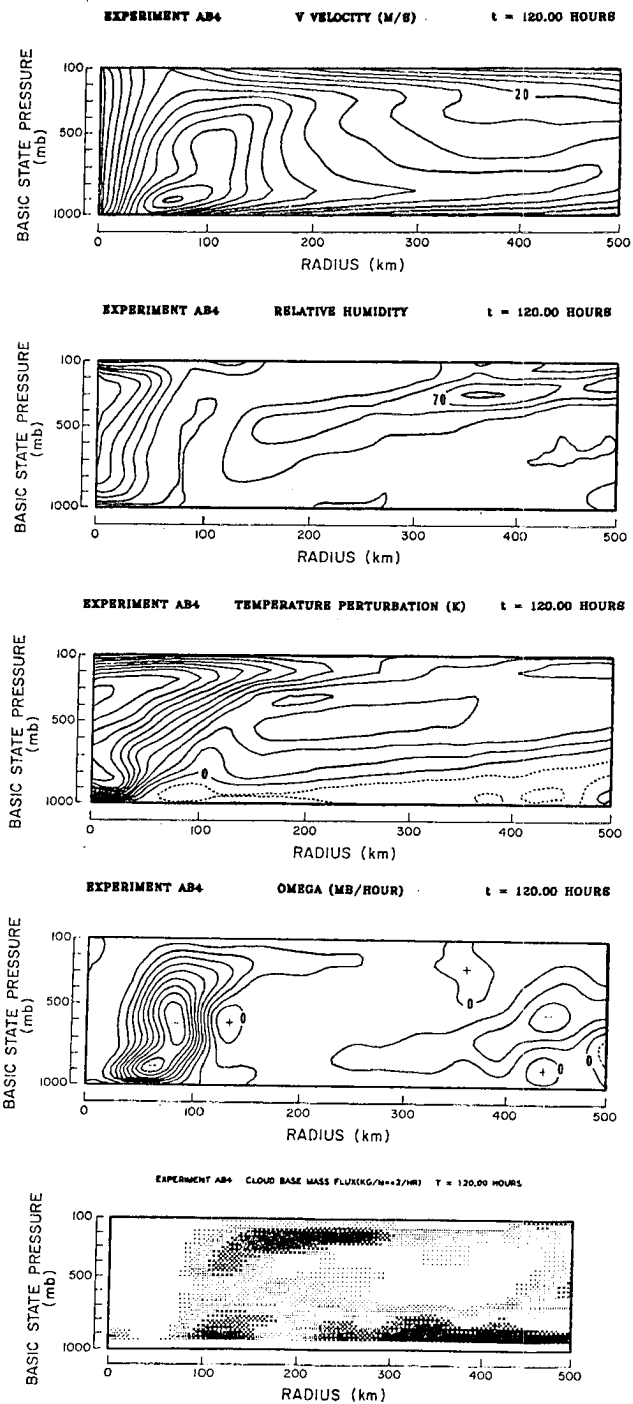 EXPERIMENT AB4 V VELOCITY (M/S) t = 120.00 HOURS
BASIC STATE PRESSURE
(mb)
100
500
1000
20
0 100 200 300 400 500
RADIUS (km)
EXPERIMENT AB4 RELATIVE HUMIDITY t = 120.00 HOURS
BASIC STATE PRESSURE
(mb)
100
500
1000
70
0 100 200 300 400 500
RADIUS (km)
EXPERIMENT AB4 TEMPERATURE PERTURBATION (K) t = 120.00 HOURS
BASIC STATE PRESSURE
(mb)
100
500
1000
0
0 100 200 300 400 500
RADIUS (km)
EXPERIMENT AB4 OMEGA (MB/HOUR) t = 120.00 HOURS
BASIC STATE PRESSURE
(mb)
100
500
1000
+ 0
+
0
- 
-
-
+ 0
0
0 100 200 300 400 500
RADIUS (km)
EXPERIMENT AB4 CLOUD BASE MASS FLUX(KG/M**2/HR) T = 120.00 HOURS
BASIC STATE PRESSURE
(mb)
100
500
1000
0 100 200 300 400 500
RADIUS (km)